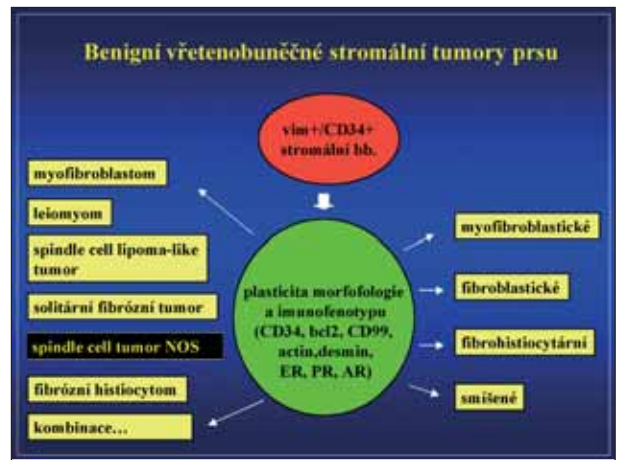 Benigní vřetenobuněčné stromální tumory prsu
vim+/CD34+
stromální bb.
myofibroblastom
leiomyom
spindle cell lipoma-like
tumor
solitární fibrózní tumor
spindle cell tumor NOS
fibrózní histiocytom
kombinace…
plasticita morfofologie
a imunofenotypu
(CD34, bcl2, CD99,
actin,desmin,
ER, PR, AR)
myofibroblastické
fibroblastické
fibrohistiocytární
smíšené